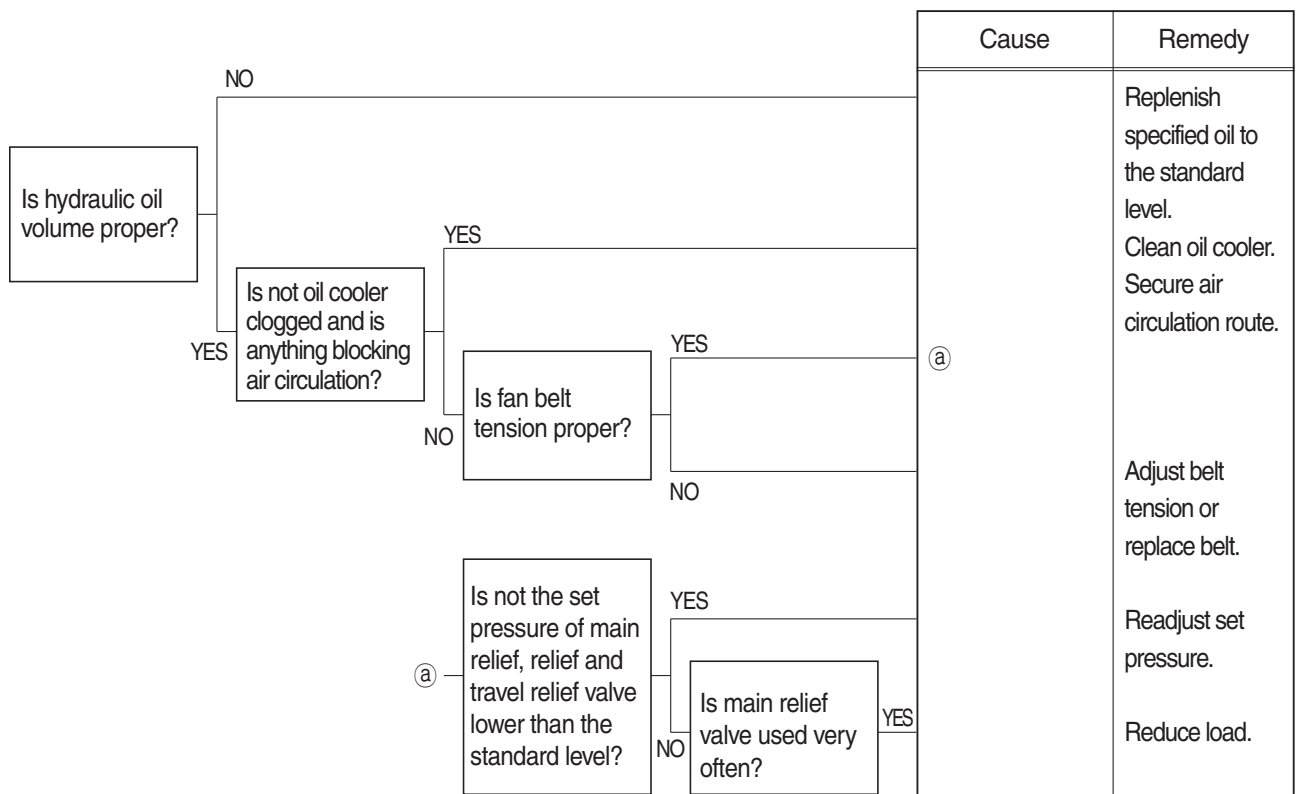 Cause
Remedy
NO
Replenish
specified oil to
the standard
level.
Is hydraulic oil
volume proper?
YES
Clean oil cooler.
Secure air
circulation route.
YES
Is not oil cooler
clogged and is
anything blocking
air circulation?
YES
ⓐ
NO
Is fan belt
tension proper?
NO
Adjust belt
tension or
replace belt.
ⓐ
Is not the set
pressure of main
relief, relief and
travel relief valve
lower than the
standard level?
YES
Readjust set
pressure.
NO
Is main relief
valve used very
often?
YES
Reduce load.